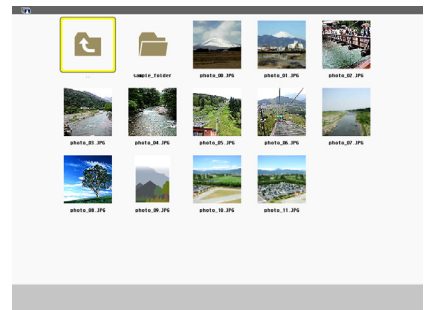 ..
sample_folder
photo_00.JPG
photo_01.JPG
photo_02.JPG
photo_03.JPG
photo_04.JPG
photo_05.JPG
photo_06.JPG
photo_07.JPG
photo_08.JPG
photo_09.JPG
photo_10.JPG
photo_11.JPG